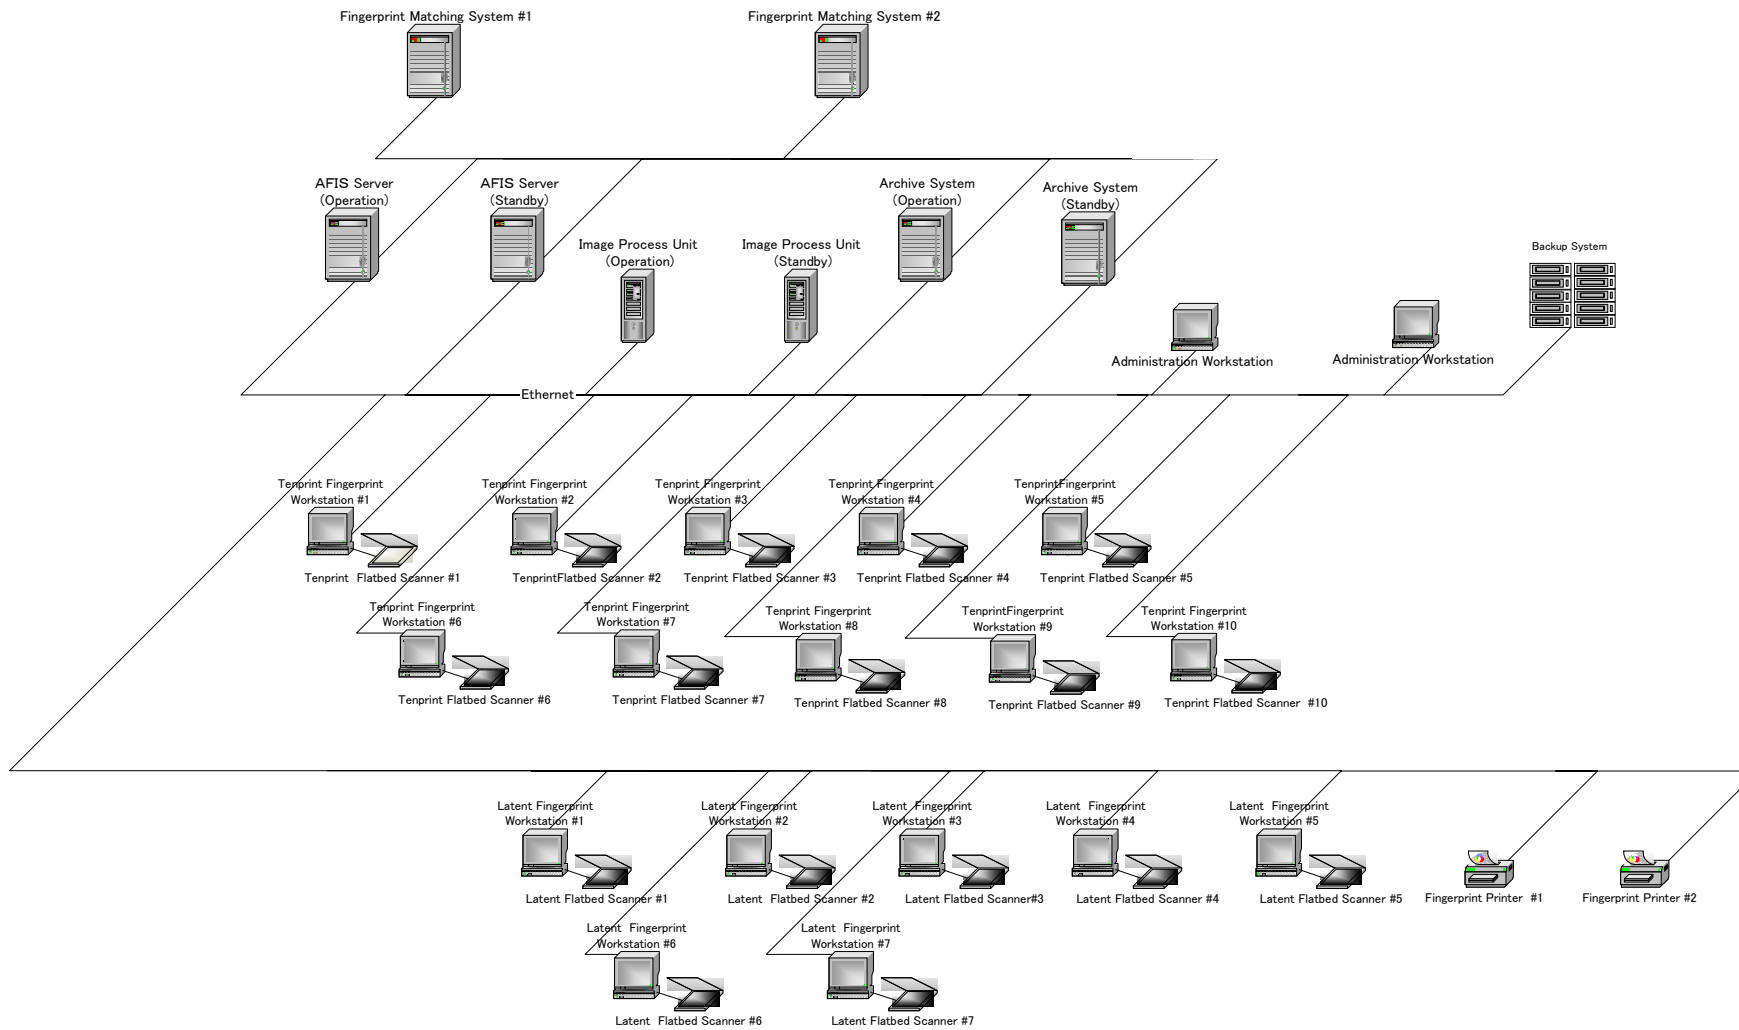 Fingerprint Matching System #1
Fingerprint Matching System #2
AFIS Server
(Operation)
AFIS Server
(Standby)
Archive System
(Operation)
Archive System
(Standby)
Image Process Unit
(Operation)
Image Process Unit
(Standby)
Backup System
Administration Workstation
Administration Workstation
Ethernet
Tenprint Fingerprint
Workstation #1
Tenprint Fingerprint
Workstation #2
Tenprint Fingerprint
Workstation #3
Tenprint Fingerprint
Workstation #4
TenprintFingerprint
Workstation #5
Tenprint Flatbed Scanner #1
TenprintFlatbed Scanner #2
Tenprint Flatbed Scanner #3
Tenprint Flatbed Scanner #4
Tenprint Flatbed Scanner #5
Tenprint Fingerprint
Workstation #6
Tenprint Fingerprint
Workstation #7
Tenprint Fingerprint
Workstation #8
TenprintFingerprint
Workstation #9
Tenprint Fingerprint
Workstation #10
Tenprint Flatbed Scanner #6
Tenprint Flatbed Scanner #7
Tenprint Flatbed Scanner #8
Tenprint Flatbed Scanner #9
Tenprint Flatbed Scanner #10
Latent Fingerprint
Workstation #1
Latent Fingerprint
Workstation #2
Latent Fingerprint
Workstation #3
Latent Fingerprint
Workstation #4
Latent Fingerprint
Workstation #5
Latent Flatbed Scanner #1
Latent Flatbed Scanner #2
Latent Flatbed Scanner#3
Latent Flatbed Scanner #4
Latent Flatbed Scanner #5
Fingerprint Printer #1
Fingerprint Printer #2
Latent Fingerprint
Workstation #6
Latent Fingerprint
Workstation #7
Latent Flatbed Scanner #6
Latent Flatbed Scanner #7